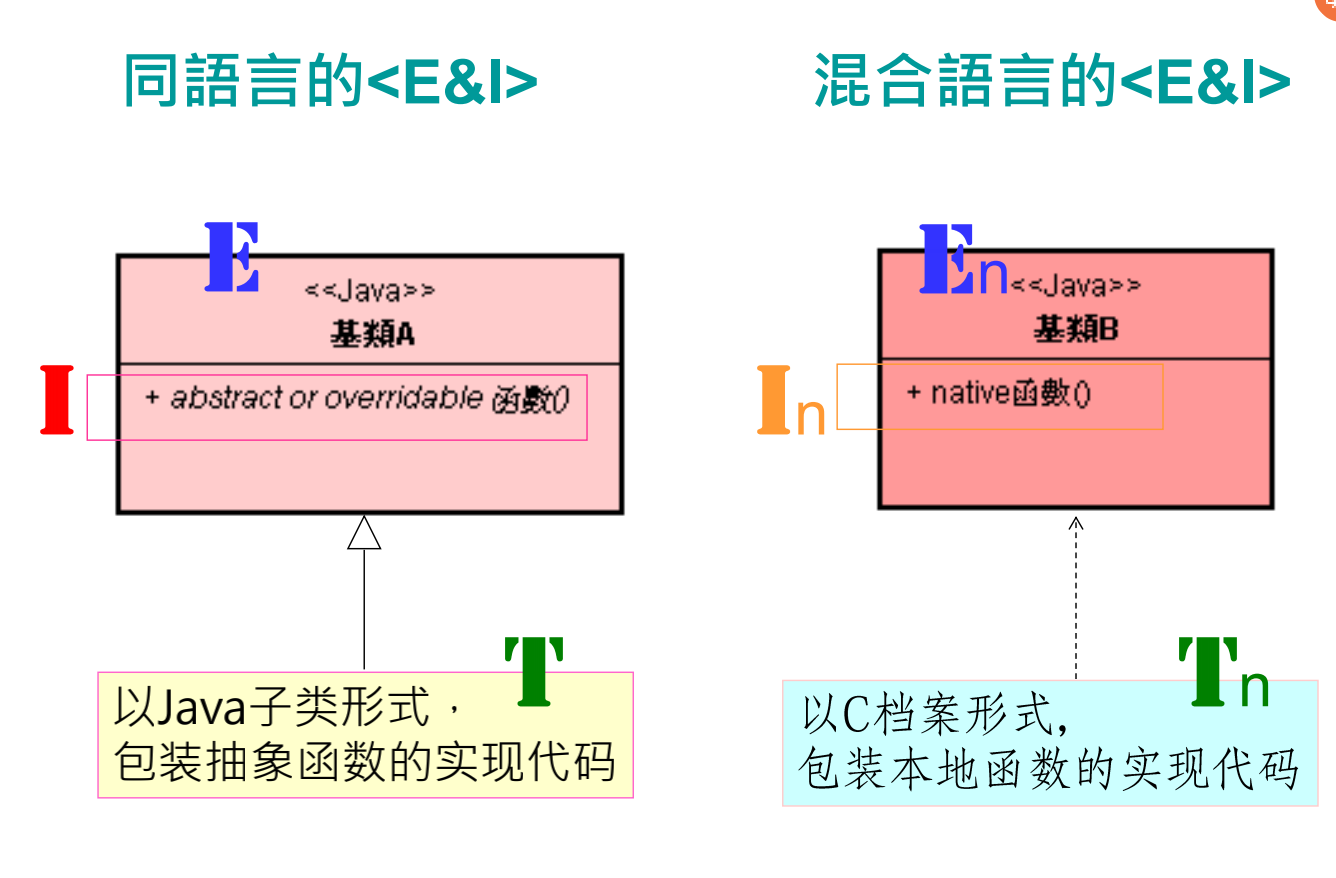 同語言的<E&I>
混合語言的<E&I>
E
<<Java>>
基類A
I
+ abstract or overridable 函數()
T
以Java子类形式，
包装抽象函数的实现代码
En
<<Java>>
基類B
In
+ native函數()
Tn
以C档案形式,
包装本地函数的实现代码